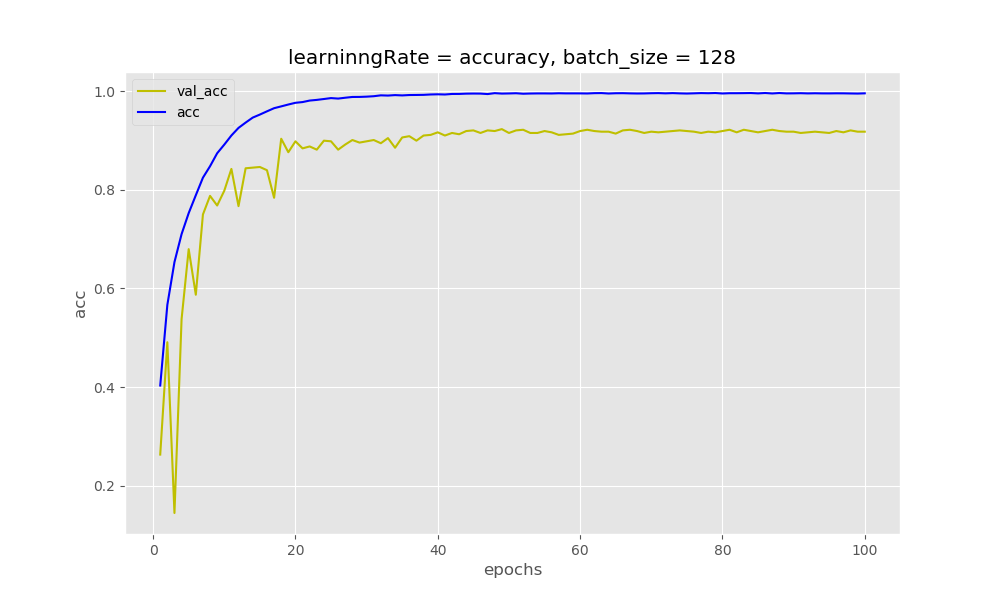 learninngRate = accuracy, batch_size = 128
val_acc
acc
1.0
0.8
0.6
0.4
0.2
acc
0 20 40 60 80 100
epochs